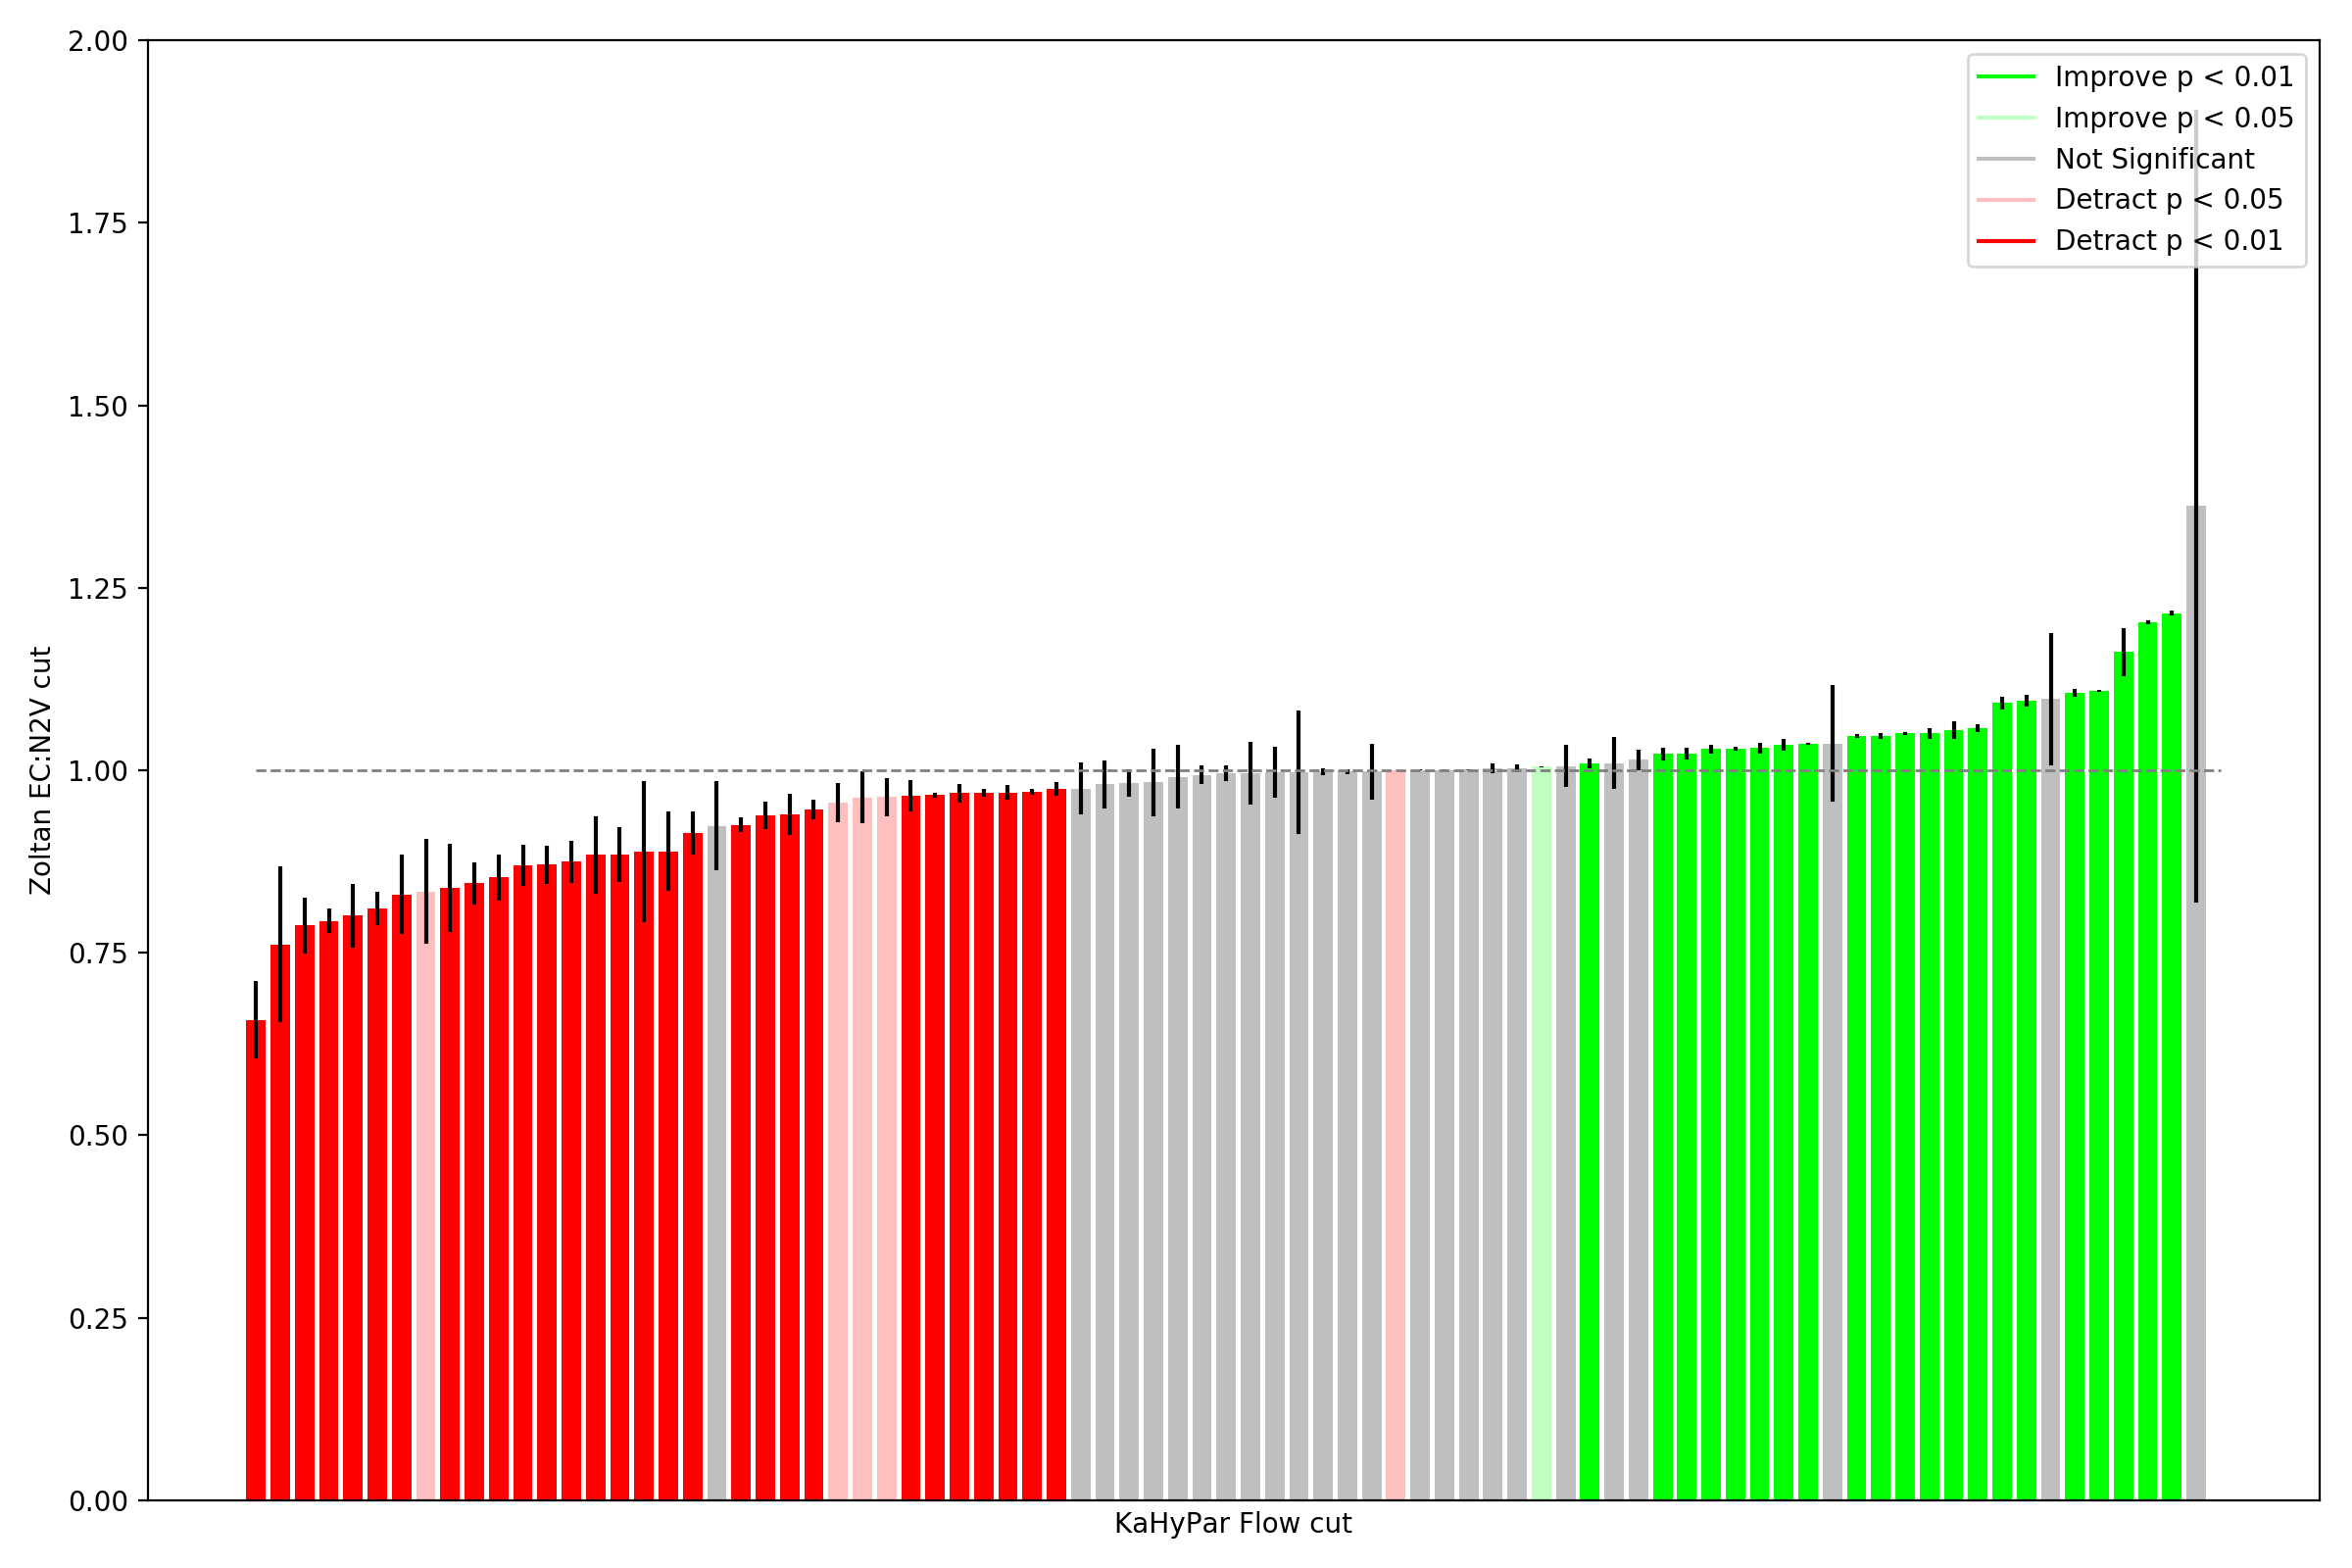 2.00
1.75
1.50
1.25
1.00
0.75
0.50
0.25
0.00
Zoltan EC:N2V cut
KaHyPar Flow cut
Improve p < 0.01
Improve p < 0.05
Not Significant
Detract p < 0.05
Detract p < 0.01